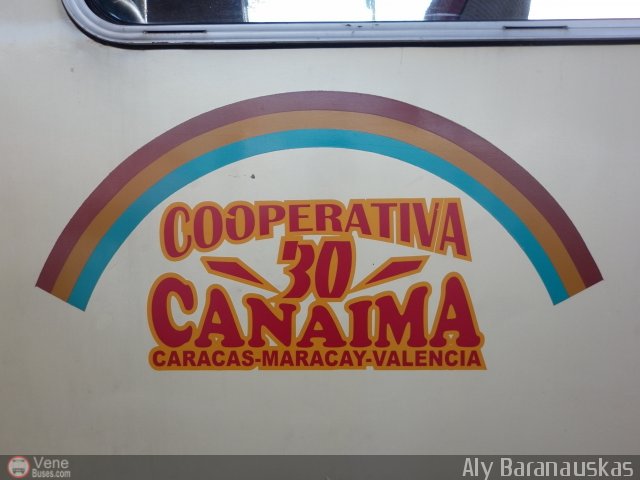 COOPERATIVA
30
CANAIMA
CARACAS-MARACAY-VALENCIA
Vene
Buses.com
Aly Baranauskas